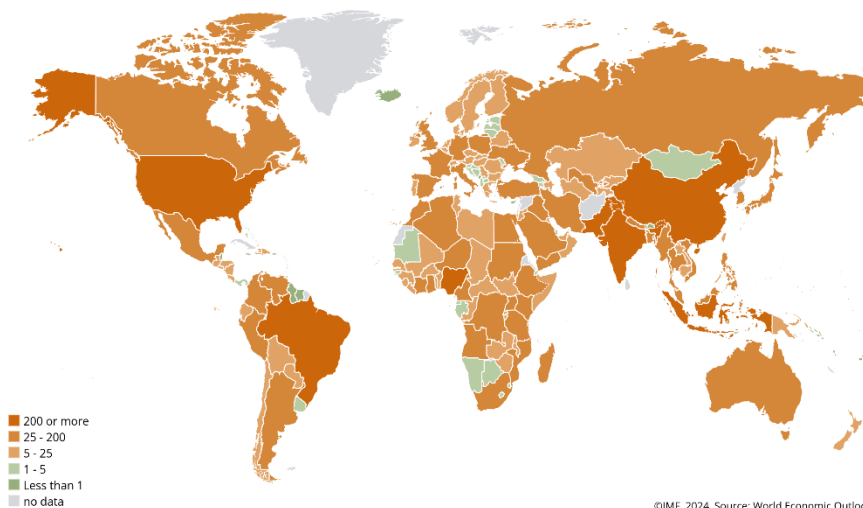 200 or more
25 - 200
5 - 25
1 - 5
Less than 1
no data
©IMF, 2024, Source: World Economic Outloo